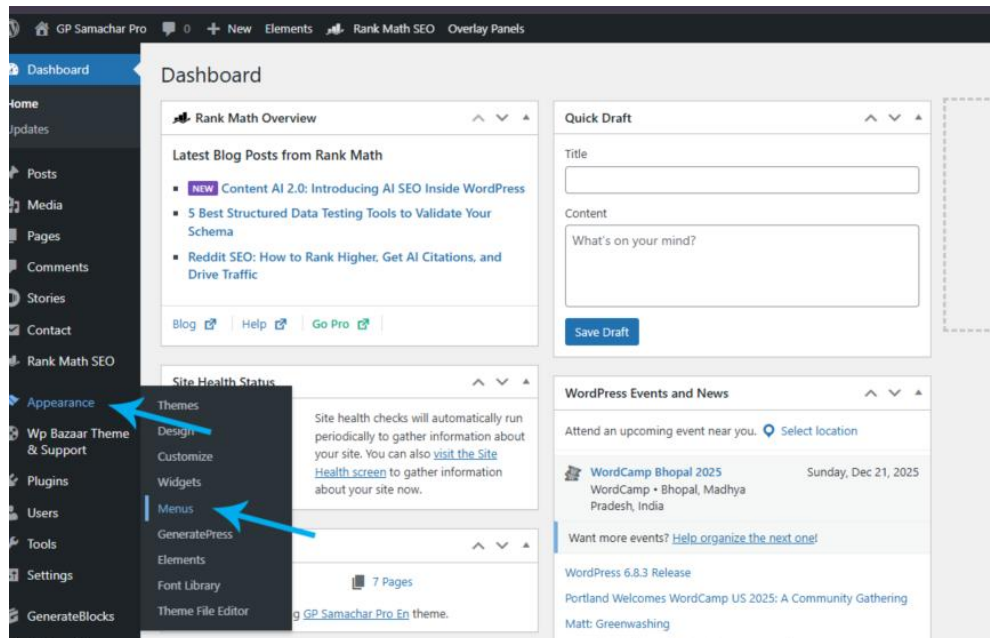 GP Samachar Pro 0 New Elements Rank Math SEO Overlay Panels
Dashboard
Home
Updates
Posts
Media
Pages
Comments
Stories
Contact
Rank Math SEO
Appearance
Wp Bazaar Theme
& Support
Plugins
Users
Tools
Settings
GenerateBlocks
Themes
Design
Customize
Widgets
Menus
GeneratePress
Elements
Font Library
Theme File Editor
Dashboard
Rank Math Overview
Latest Blog Posts from Rank Math
NEW Content AI 2.0: Introducing AI SEO Inside WordPress
5 Best Structured Data Testing Tools to Validate Your
Schema
Reddit SEO: How to Rank Higher, Get AI Citations, and
Drive Traffic
Blog Help Go Pro
Site Health Status
Site health checks will automatically run
periodically to gather information about
your site. You can also visit the Site
Health screen to gather information
about your site now.
7 Pages
g GP Samachar Pro En theme.
Quick Draft
Title
Content
What's on your mind?
Save Draft
WordPress Events and News
Attend an upcoming event near you. Select location
WordCamp Bhopal 2025 Sunday, Dec 21, 2025
WordCamp • Bhopal, Madhya
Pradesh, India
Want more events? Help organize the next one!
WordPress 6.8.3 Release
Portland Welcomes WordCamp US 2025: A Community Gathering
Matt: Greenwashing